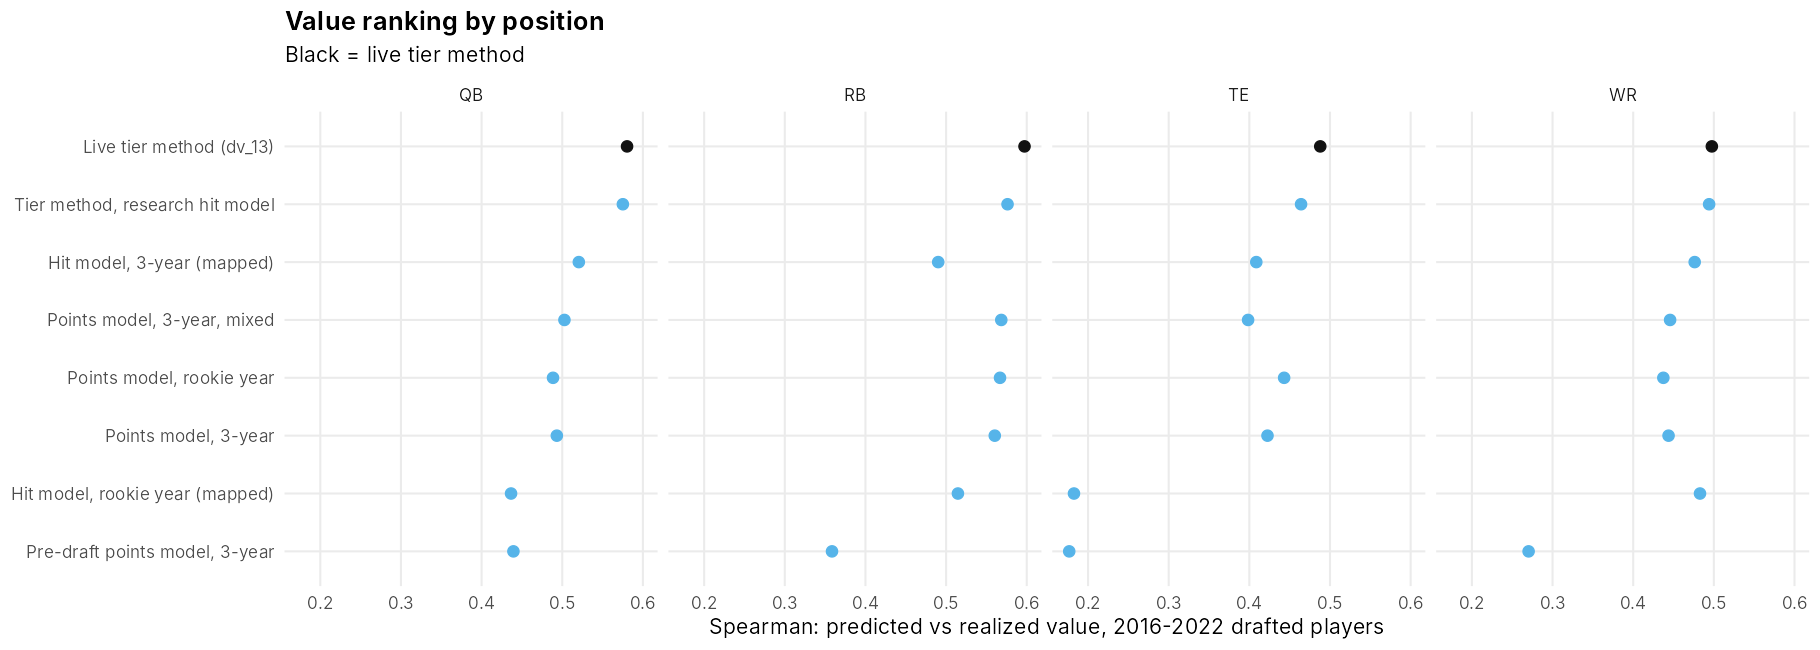 Value ranking by position
Black = live tier method
QB RB TE WR
Live tier method (dv_13)
Tier method, research hit model
Hit model, 3-year (mapped)
Points model, 3-year, mixed
Points model, rookie year
Points model, 3-year
Hit model, rookie year (mapped)
Pre-draft points model, 3-year
0.2 0.3 0.4 0.5 0.6 0.2 0.3 0.4 0.5 0.6 0.2 0.3 0.4 0.5 0.6 0.2 0.3 0.4 0.5 0.6
Spearman: predicted vs realized value, 2016-2022 drafted players